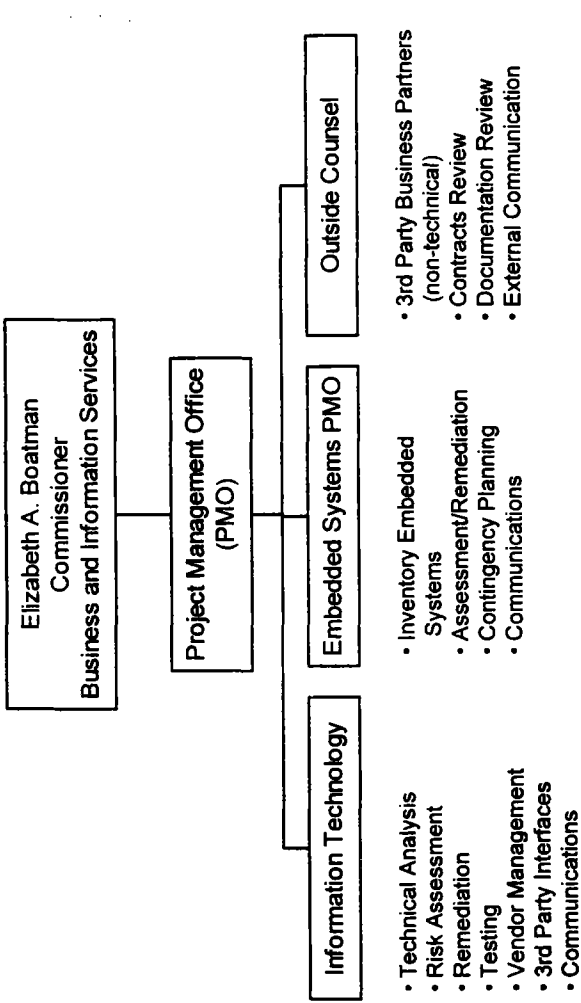 Elizabeth A. Boatman
Commissioner
Business and Information Services
Project Management Office
(PMO)
Information Technology
• Technical Analysis
• Risk Assessment
• Remediation
• Testing
• Vendor Management
• 3rd Party Interfaces
• Communications
Embedded Systems PMO
• Inventory Embedded
Systems
• Assessment/Remediation
• Contingency Planning
• Communications
Outside Counsel
• 3rd Party Business Partners
(non-technical)
• Contracts Review
• Documentation Review
• External Communication